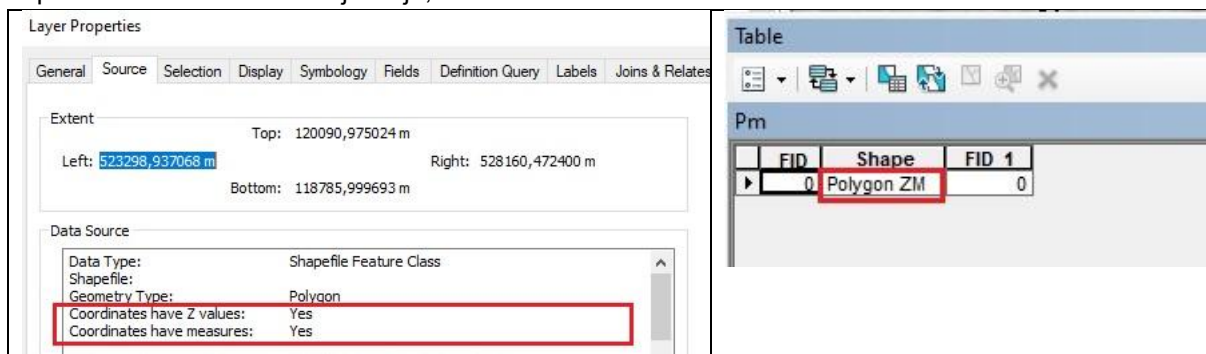 Layer Properties
General Source Selection Display Symbology Fields Definition Query Labels Joins & Relates
Extent
Top: 120090,975024 m
Left: 523298,937068 m Right: 528160,472400 m
Bottom: 118785,999693 m
Data Source
Data Type: Shapefile Feature Class
Shapefile:
Geometry Type: Polygon
Coordinates have Z values: Yes
Coordinates have measures: Yes
Table
Pm
FID Shape FID_1
0 Polygon ZM 0